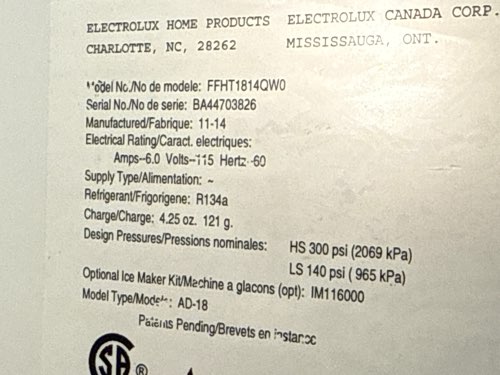 ELECTROLUX HOME PRODUCTS ELECTROLUX CANADA CORP.
CHARLOTTE, NC, 28262 MISSISSAUGA, ONT.
Model No./No de modele: FFHT1814QW0
Serial No./No de serie: BA44703826
Manufactured/Fabrique: 11-14
Electrical Rating/Caract. electriques:
Amps--6.0 Volts--115 Hertz--60
Supply Type/Alimentation: ~
Refrigerant/Frigorigene: R134a
Charge/Charge: 4.25 oz. 121 g.
Design Pressures/Pressions nominales: HS 300 psi (2069 kPa)
LS 140 psi ( 965 kPa)
Optional Ice Maker Kit/Machine a glacons (opt): IM116000
Model Type/Modele: AD-18
Patents Pending/Brevets en instance
SA ®